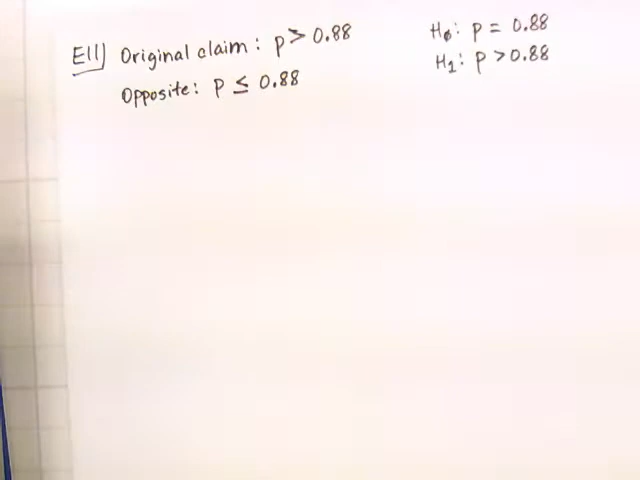 E11) Original claim: p > 0.88
Opposite: p ≤ 0.88
H₀: p = 0.88
H₁: p > 0.88